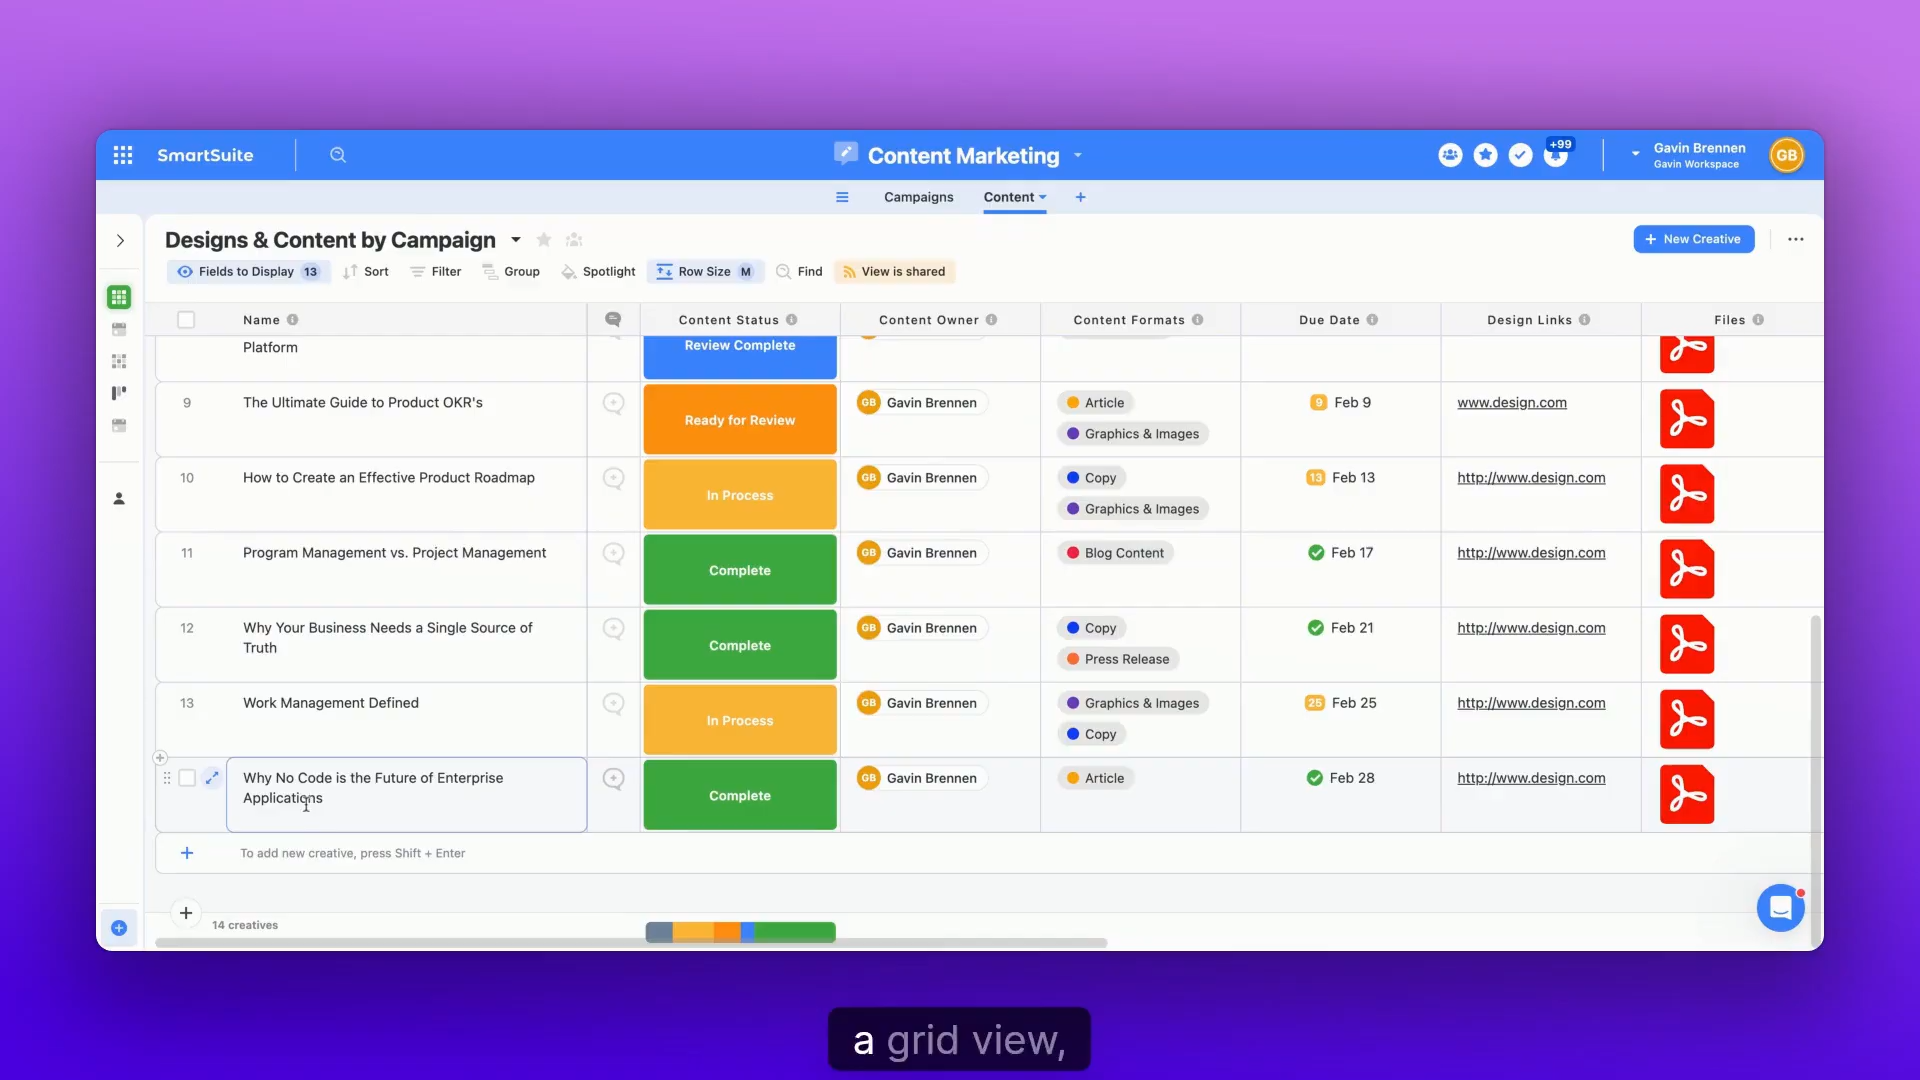 SmartSuite
Content Marketing
+99
Gavin Brennen
Gavin Workspace
GB
Campaigns
Content
+
Designs & Content by Campaign
+ New Creative
Fields to Display 13
Sort
Filter
Group
Spotlight
Row Size M
Find
View is shared
Name
Content Status
Content Owner
Content Formats
Due Date
Design Links
Files
Platform
Review Complete
9
The Ultimate Guide to Product OKR's
Ready for Review
GB Gavin Brennen
Article
Graphics & Images
9 Feb 9
www.design.com
10
How to Create an Effective Product Roadmap
In Process
GB Gavin Brennen
Copy
Graphics & Images
13 Feb 13
http://www.design.com
11
Program Management vs. Project Management
Complete
GB Gavin Brennen
Blog Content
Feb 17
http://www.design.com
12
Why Your Business Needs a Single Source of
Truth
Complete
GB Gavin Brennen
Copy
Press Release
Feb 21
http://www.design.com
13
Work Management Defined
In Process
GB Gavin Brennen
Graphics & Images
Copy
25 Feb 25
http://www.design.com
Why No Code is the Future of Enterprise
Applications
Complete
GB Gavin Brennen
Article
Feb 28
http://www.design.com
+ To add new creative, press Shift + Enter
+
14 creatives
a grid view,